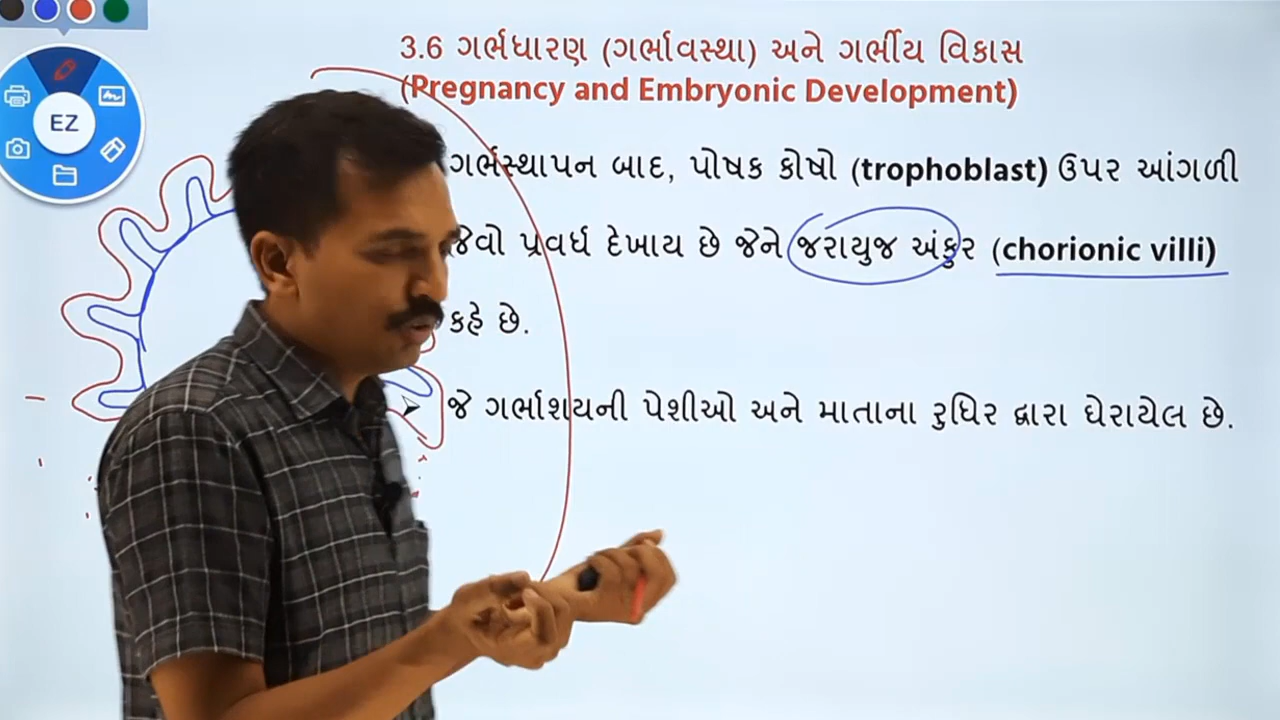 3.6 ગર્ભધારણ (ગર્ભાવસ્થા) અને ગર્ભીય વિકાસ
(Pregnancy and Embryonic Development)
EZ
ગર્ભસ્થાપન બાદ, પોષક કોષો (trophoblast) ઉપર આંગળી
જેવો પ્રવર્ધ દેખાય છે જેને જરાયુજ અંકુર (chorionic villi)
કહે છે.
જે ગર્ભાશયની પેશીઓ અને માતાના રુધિર દ્વારા ઘેરાયેલ છે.